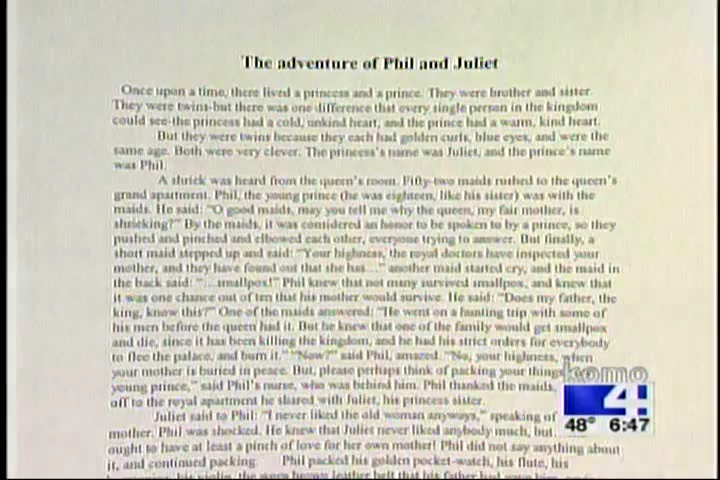 The adventure of Phil and Juliet
Once upon a time, there lived a princess and a prince. They were brother and sister.
They were twins-but there was one difference that every single person in the kingdom
could see-the princess had a cold, unkind heart, and the prince had a warm, kind heart.
But they were twins because they each had golden curls, blue eyes, and were the
same age. Both were very clever. The princess's name was Juliet, and the prince's name
was Phil.
A shriek was heard from the queen's room. Fifty-two maids rushed to the queen's
grand apartment. Phil, the young prince (he was eighteen, like his sister) was with the
maids. He said: "O good maids, may you tell me why the queen, my fair mother, is
shrieking?" By the maids, it was considered an honor to be spoken to by a prince, so they
pushed and pinched and elbowed each other, everyone trying to answer. But finally, a
short maid stepped up and said: "Your highness, the royal doctors have inspected your
mother, and they have found out that she has...." another maid started cry, and the maid in
the back said: "....smallpox!" Phil knew that not many survived smallpox, and knew that
it was one chance out of ten that his mother would survive. He said: "Does my father, the
king, know this?" One of the maids answered: "He went on a hunting trip with some of
his men before the queen had it. But he knew that one of the family would get smallpox
and die, since it has been killing the kingdom, and he had his strict orders for everybody
to flee the palace, and burn it." "Now?" said Phil, amazed. "No, your highness, when
your mother is buried in peace. But, please perhaps think of packing your things
young prince," said Phil's nurse, who was behind him. Phil thanked the maids,
off to the royal apartment he shared with Juliet, his princess sister.
Juliet said to Phil: "I never liked the old woman anyways," speaking of
mother. Phil was shocked. He knew that Juliet never liked anybody much, but
ought to have at least a pinch of love for her own mother! Phil did not say anything about
it, and continued packing. Phil packed his golden pocket-watch, his flute, his
his violin, the worn brown leather belt that his father had
komo
4
48° 6:47